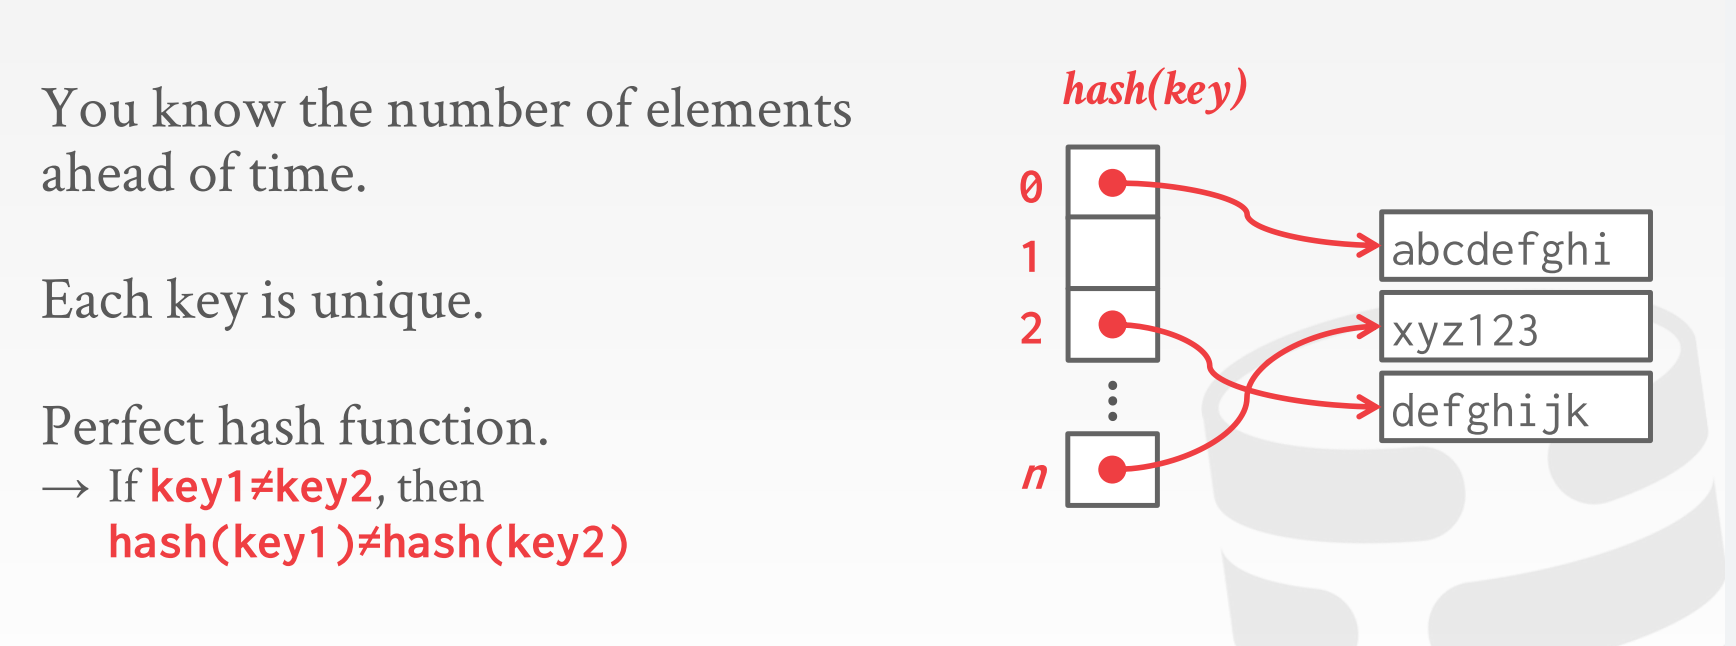 You know the number of elements
ahead of time.
Each key is unique.
Perfect hash function.
→ If key1≠key2, then
hash(key1)≠hash(key2)
hash(key)
0
1
2
n
abcdefghi
xyz123
defghijk